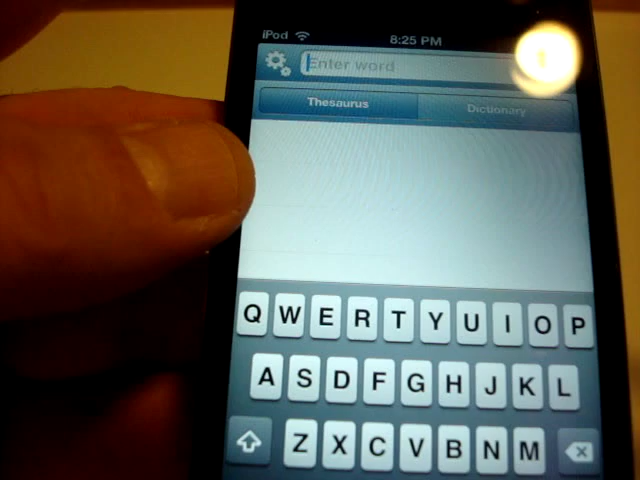 iPod 8:25 PM
Enter word
Thesaurus Dictionary
Q W E R T Y U I O P
A S D F G H J K L
Z X C V B N M